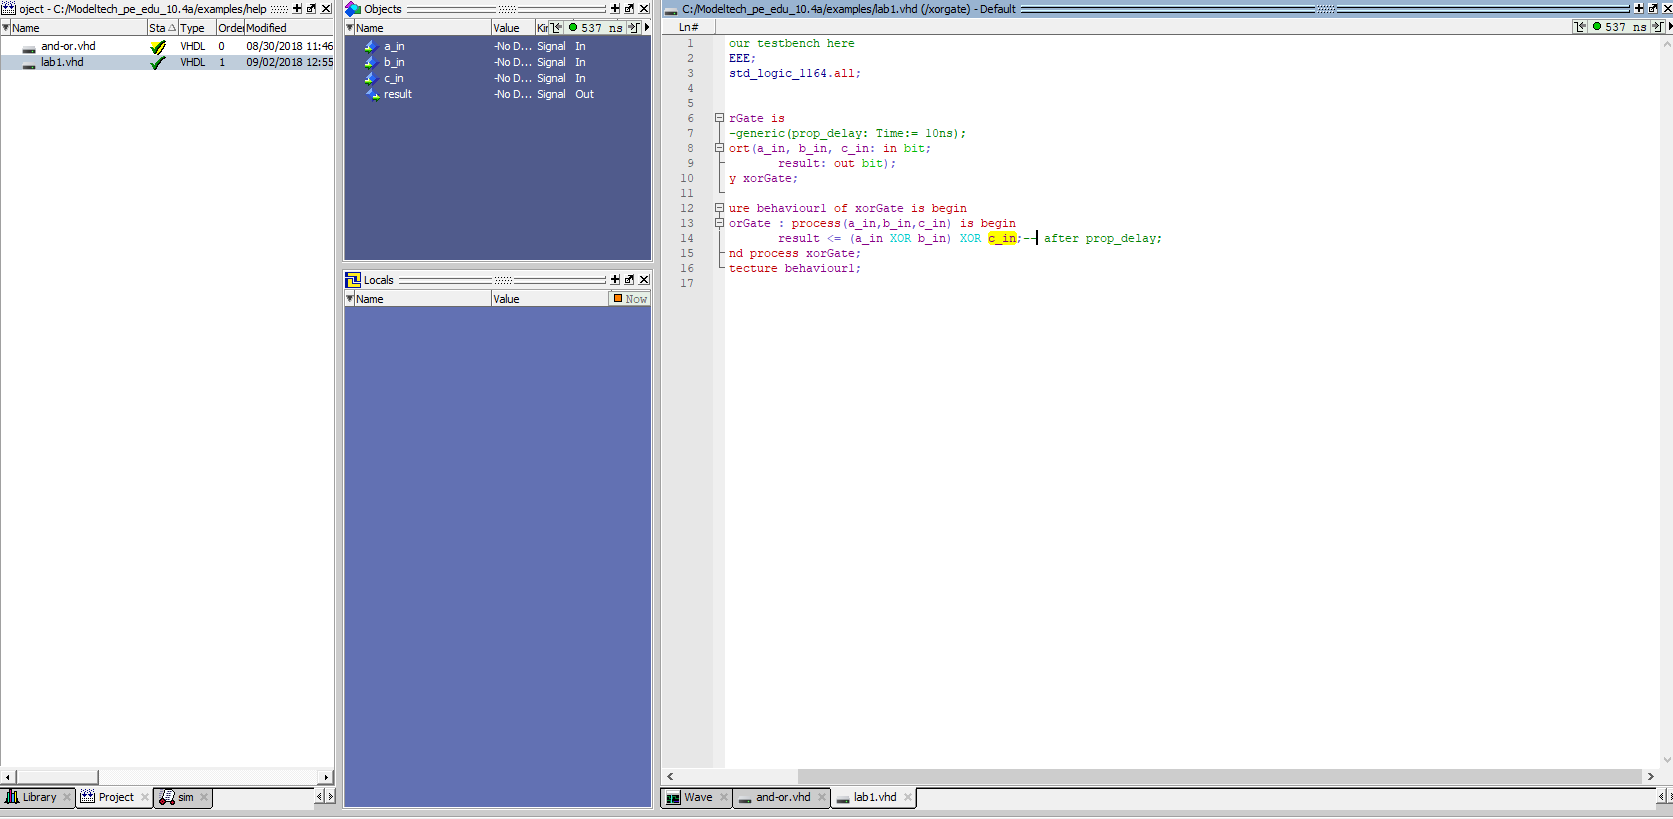 oject - C:/Modeltech_pe_edu_10.4a/examples/help
Name Sta Type Order Modified
and-or.vhd VHDL 0 08/30/2018 11:46
lab1.vhd VHDL 1 09/02/2018 12:55
Library Project sim
Objects
Name Value Kin 537 ns
a_in -No D... Signal In
b_in -No D... Signal In
c_in -No D... Signal In
result -No D... Signal Out
Locals
Name Value Now
C:/Modeltech_pe_edu_10.4a/examples/lab1.vhd (/xorgate) - Default
Ln# 537 ns
1 our testbench here
2 EEE;
3 std_logic_1164.all;
4
5
6 rGate is
7 -generic(prop_delay: Time:= 10ns);
8 ort(a_in, b_in, c_in: in bit;
9 result: out bit);
10 y xorGate;
11
12 ure behaviourl of xorGate is begin
13 orGate : process(a_in,b_in,c_in) is begin
14 result <= (a_in XOR b_in) XOR c_in;-- after prop_delay;
15 nd process xorGate;
16 tecture behaviourl;
17
Wave and-or.vhd lab1.vhd